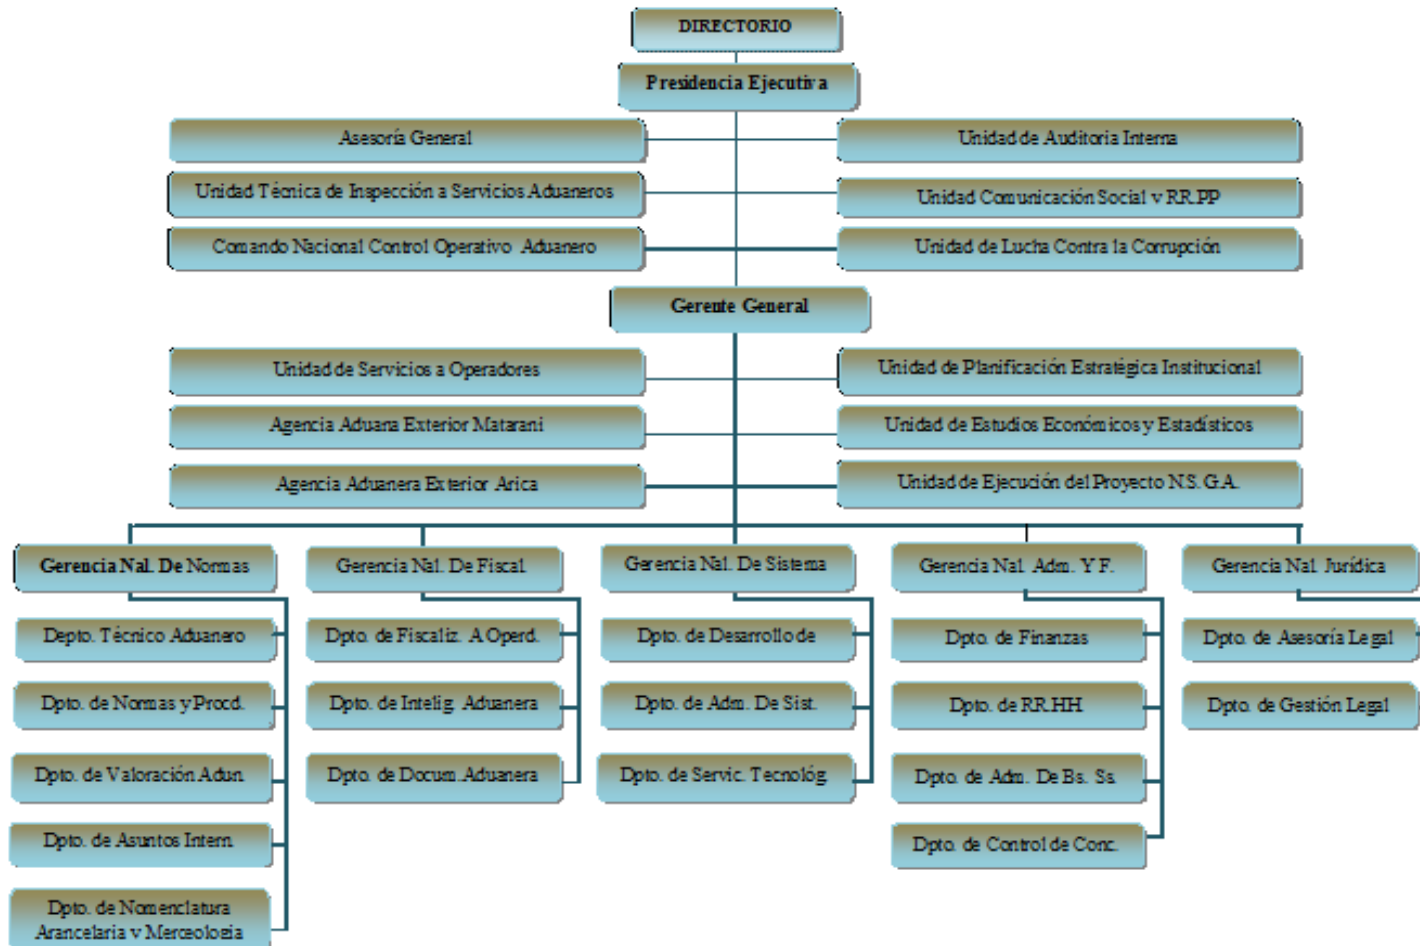 DIRECTORIO
Presidencia Ejecutiva
Asesoría General
Unidad de Auditoria Interna
Unidad Técnica de Inspección a Servicios Aduaneros
Unidad Comunicación Social y RR.PP
Comando Nacional Control Operativo Aduanero
Unidad de Lucha Contra la Corrupción
Gerente General
Unidad de Servicios a Operadores
Unidad de Planificación Estratégica Institucional
Agencia Aduana Exterior Matarani
Unidad de Estudios Económicos y Estadísticos
Agencia Aduanera Exterior Arica
Unidad de Ejecución del Proyecto N.S. G.A.
Gerencia Nal. De Normas
Gerencia Nal. De Fiscal.
Gerencia Nal. De Sistema
Gerencia Nal. Adm. Y F.
Gerencia Nal. Jurídica
Depto. Técnico Aduanero
Dpto. de Fiscaliz. A Operd.
Dpto. de Desarrollo de
Dpto. de Finanzas
Dpto. de Asesoría Legal
Dpto. de Normas y Procd.
Dpto. de Intelig. Aduanera
Dpto. de Adm. De Sist.
Dpto. de RR.HH.
Dpto. de Gestión Legal
Dpto. de Valoración Adun.
Dpto. de Docum. Aduanera
Dpto. de Servic. Tecnológ.
Dpto. de Adm. De Bs. Ss.
Dpto. de Asuntos Intern.
Dpto. de Control de Conc.
Dpto. de Nomenclatura
Arancelaria y Merceologia